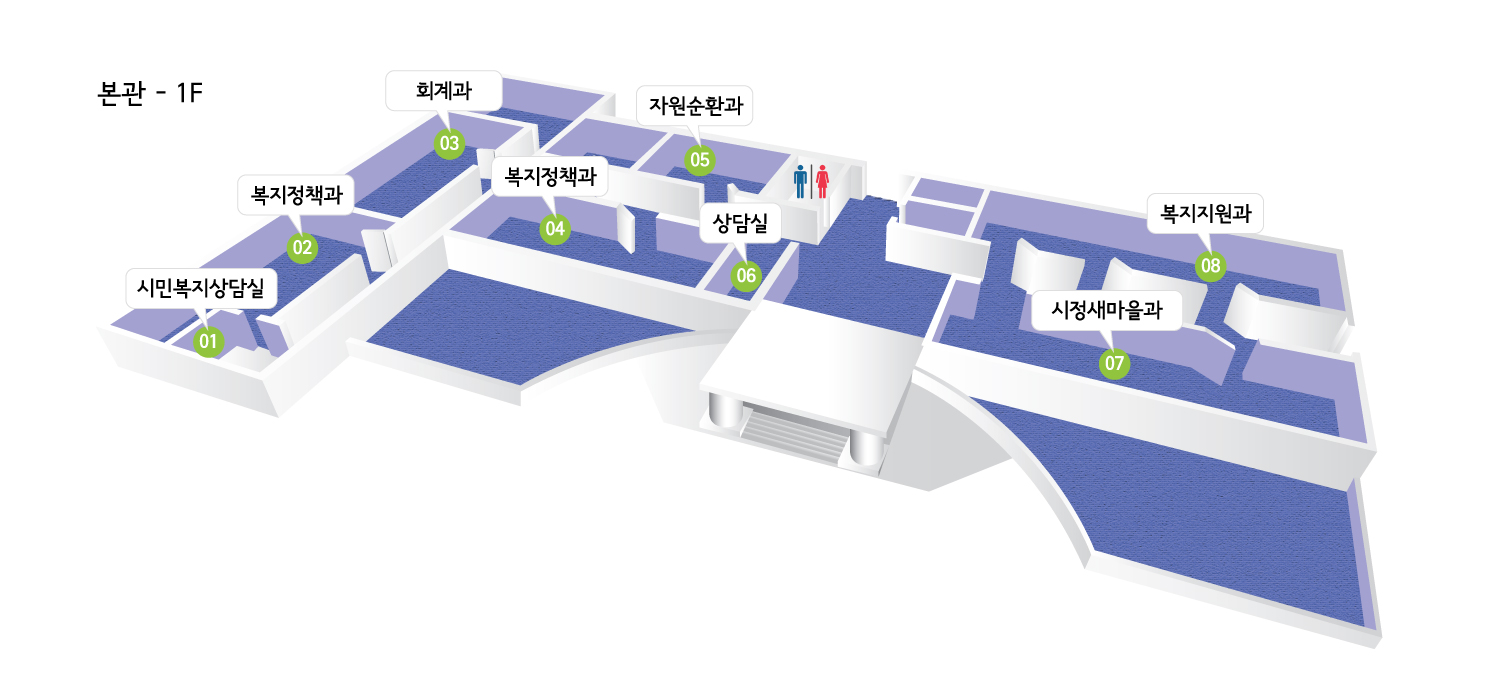 본관 - 1F
회계과
03
자원순환과
05
복지정책과
04
복지정책과
02
복지지원과
08
상담실
06
시민복지상담실
01
시정새마을과
07